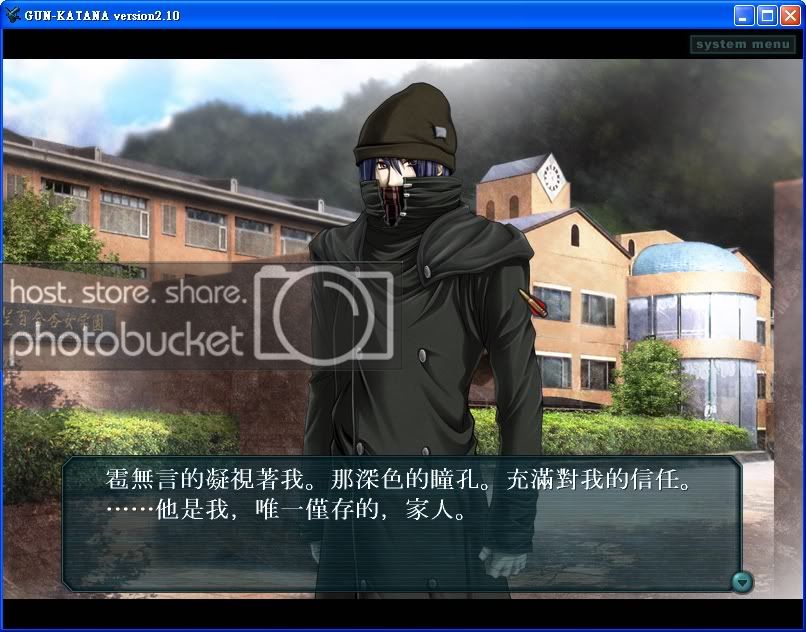 GUN-KATANA version2.10
system menu
host. store. share.
photobucket
雹無言的凝視著我。那深色的瞳孔。充滿對我的信任。
……他是我，唯一僅存的，家人。